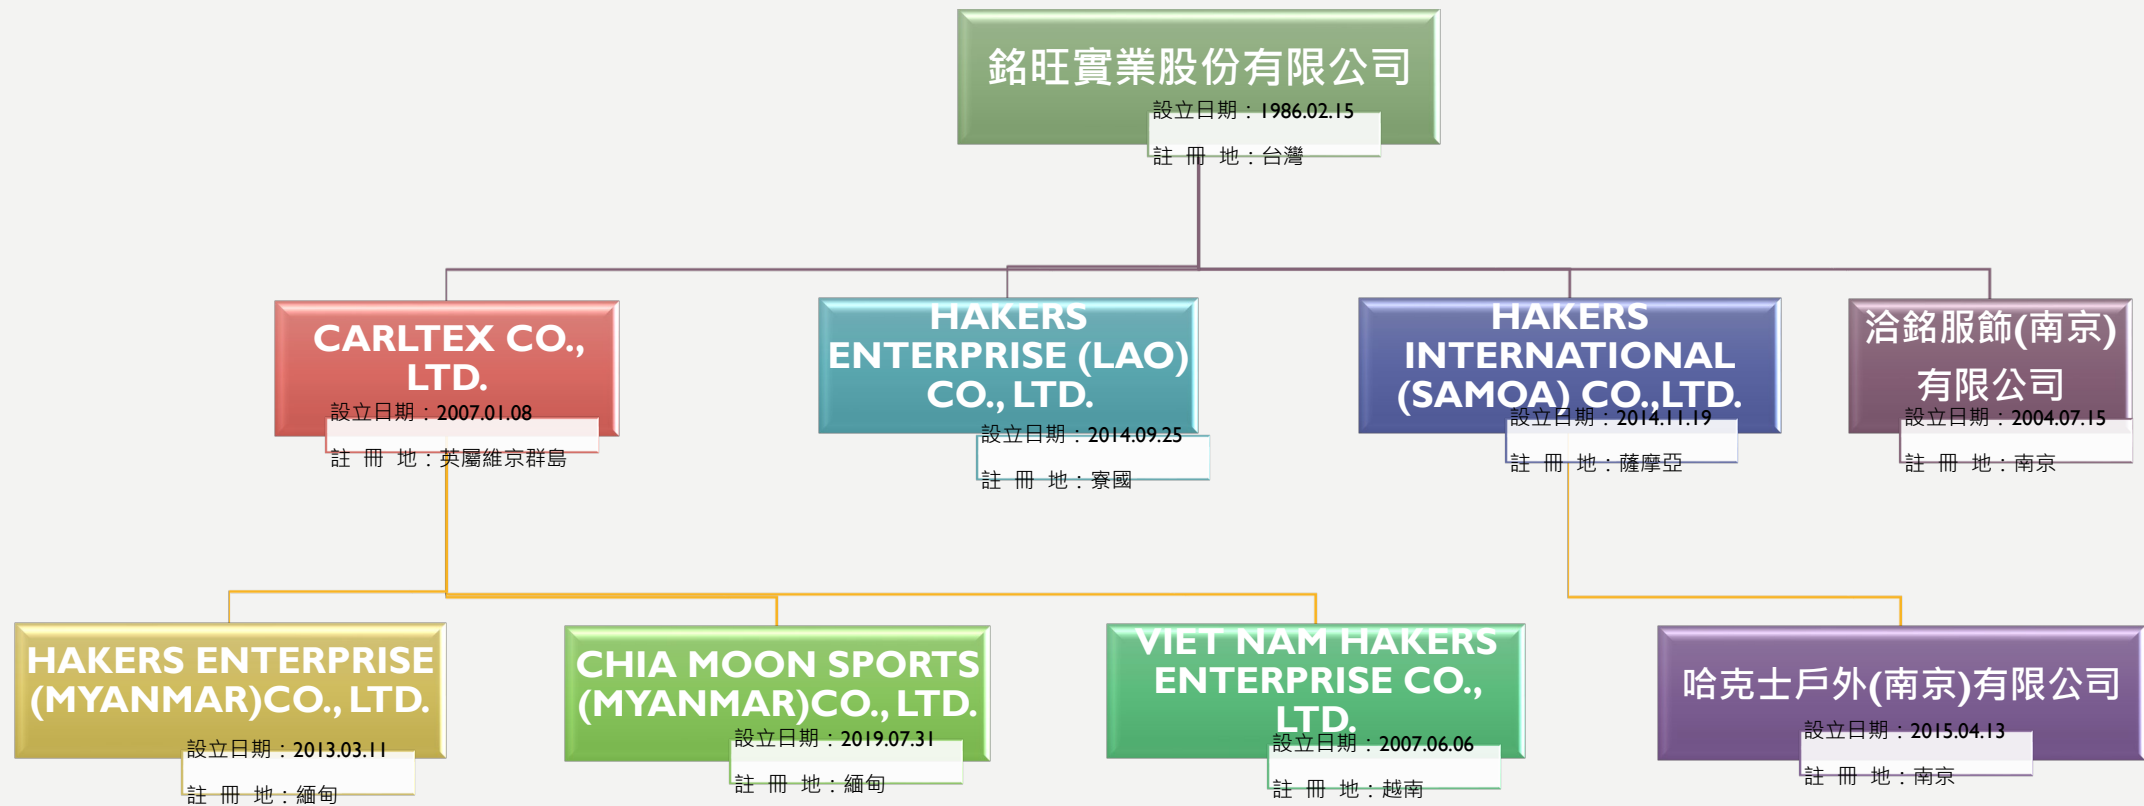 銘旺實業股份有限公司
設立日期：1986.02.15
註 冊 地：台灣
CARLTEX CO.,
LTD.
設立日期：2007.01.08
註 冊 地：英屬維京群島
HAKERS
ENTERPRISE (LAO)
CO., LTD.
設立日期：2014.09.25
註 冊 地：寮國
HAKERS
INTERNATIONAL
(SAMOA) CO.,LTD.
設立日期：2014.11.19
註 冊 地：薩摩亞
洽銘服飾(南京)
有限公司
設立日期：2004.07.15
註 冊 地：南京
HAKERS ENTERPRISE
(MYANMAR)CO., LTD.
設立日期：2013.03.11
註 冊 地：緬甸
CHIA MOON SPORTS
(MYANMAR)CO., LTD.
設立日期：2019.07.31
註 冊 地：緬甸
VIET NAM HAKERS
ENTERPRISE CO.,
LTD.
設立日期：2007.06.06
註 冊 地：越南
哈克士戶外(南京)有限公司
設立日期：2015.04.13
註 冊 地：南京